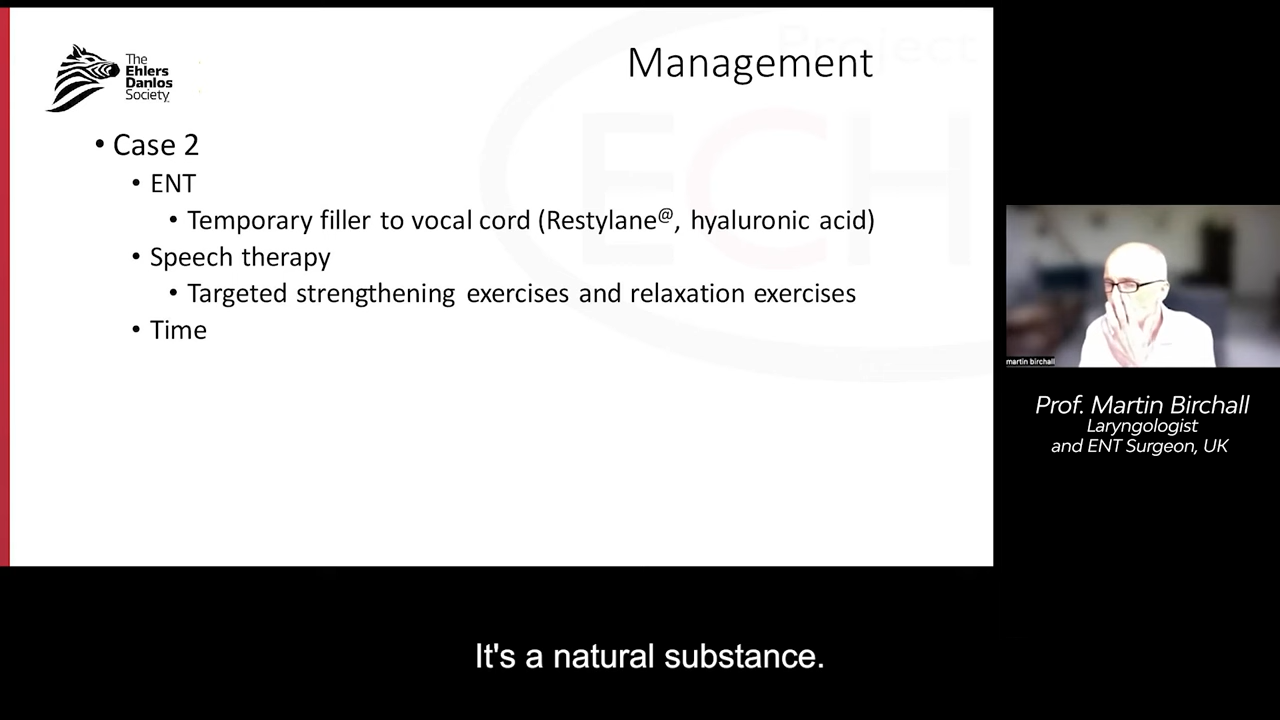 The
Ehlers
Danlos
Society
Management
Project
ECH
• Case 2
• ENT
• Temporary filler to vocal cord (Restylane@, hyaluronic acid)
• Speech therapy
• Targeted strengthening exercises and relaxation exercises
• Time
martin birchall
Prof. Martin Birchall
Laryngologist
and ENT Surgeon, UK
It's a natural substance.